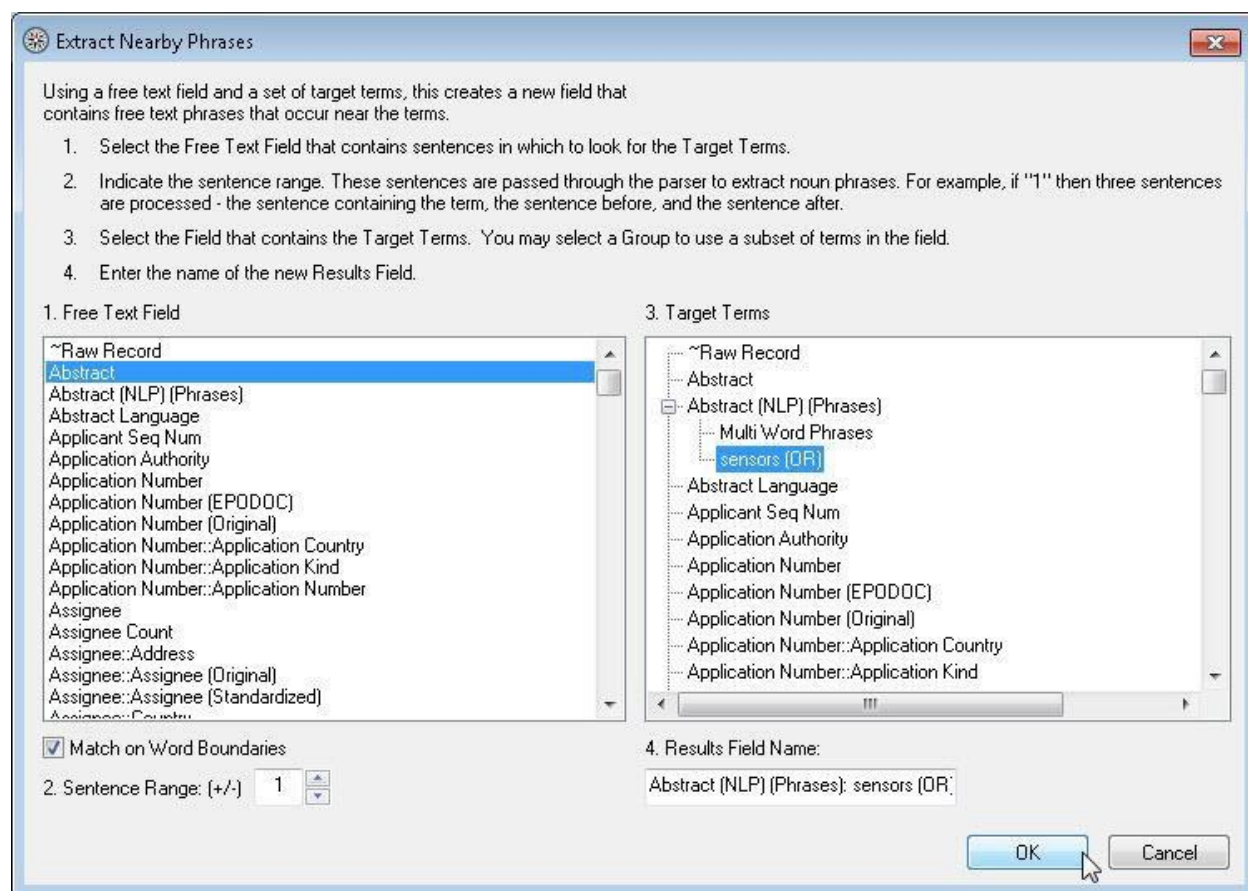 Extract Nearby Phrases
Using a free text field and a set of target terms, this creates a new field that
contains free text phrases that occur near the terms.
1. Select the Free Text Field that contains sentences in which to look for the Target Terms.
2. Indicate the sentence range. These sentences are passed through the parser to extract noun phrases. For example, if "1" then three sentences
are processed - the sentence containing the term, the sentence before, and the sentence after.
3. Select the Field that contains the Target Terms. You may select a Group to use a subset of terms in the field.
4. Enter the name of the new Results Field.
1. Free Text Field
~Raw Record
Abstract
Abstract (NLP) (Phrases)
Abstract Language
Applicant Seq Num
Application Authority
Application Number
Application Number (EPODOC)
Application Number (Original)
Application Number::Application Country
Application Number::Application Kind
Application Number::Application Number
Assignee
Assignee Count
Assignee::Address
Assignee::Assignee (Original)
Assignee::Assignee (Standardized)
Assignee::Country
Match on Word Boundaries
2. Sentence Range: (+/-) 1
3. Target Terms
~Raw Record
Abstract
Abstract (NLP) (Phrases)
Multi Word Phrases
sensors (OR)
Abstract Language
Applicant Seq Num
Application Authority
Application Number
Application Number (EPODOC)
Application Number (Original)
Application Number::Application Country
Application Number::Application Kind
4. Results Field Name:
Abstract (NLP) (Phrases): sensors (OR)
OK
Cancel